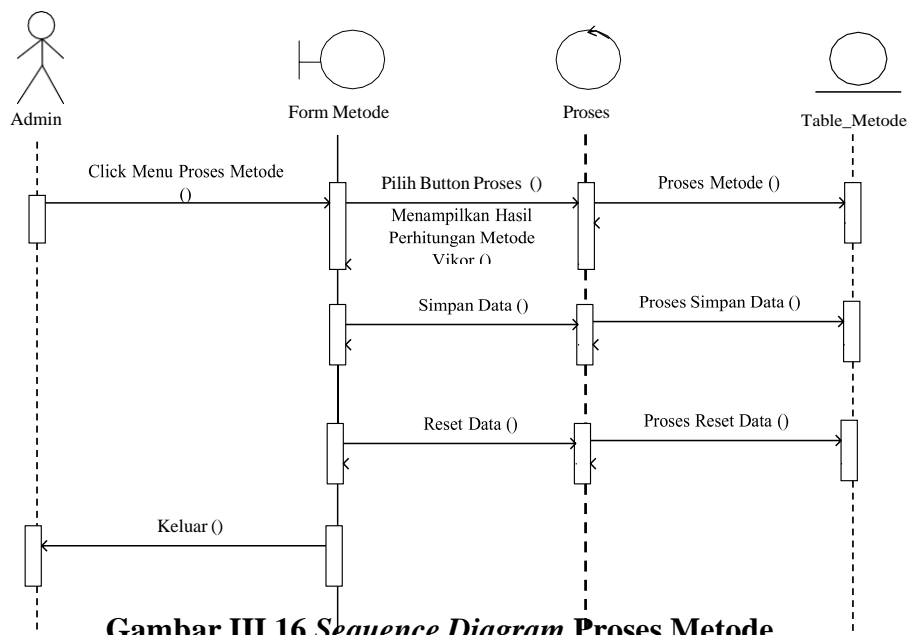 Admin
Form Metode
Proses
Table_Metode
Click Menu Proses Metode
()
Pilih Button Proses ()
Proses Metode ()
Menampilkan Hasil
Perhitungan Metode
Vikor ()
Simpan Data ()
Proses Simpan Data ()
Reset Data ()
Proses Reset Data ()
Keluar ()
Gambar III.16 Sequence Diagram Proses Metode